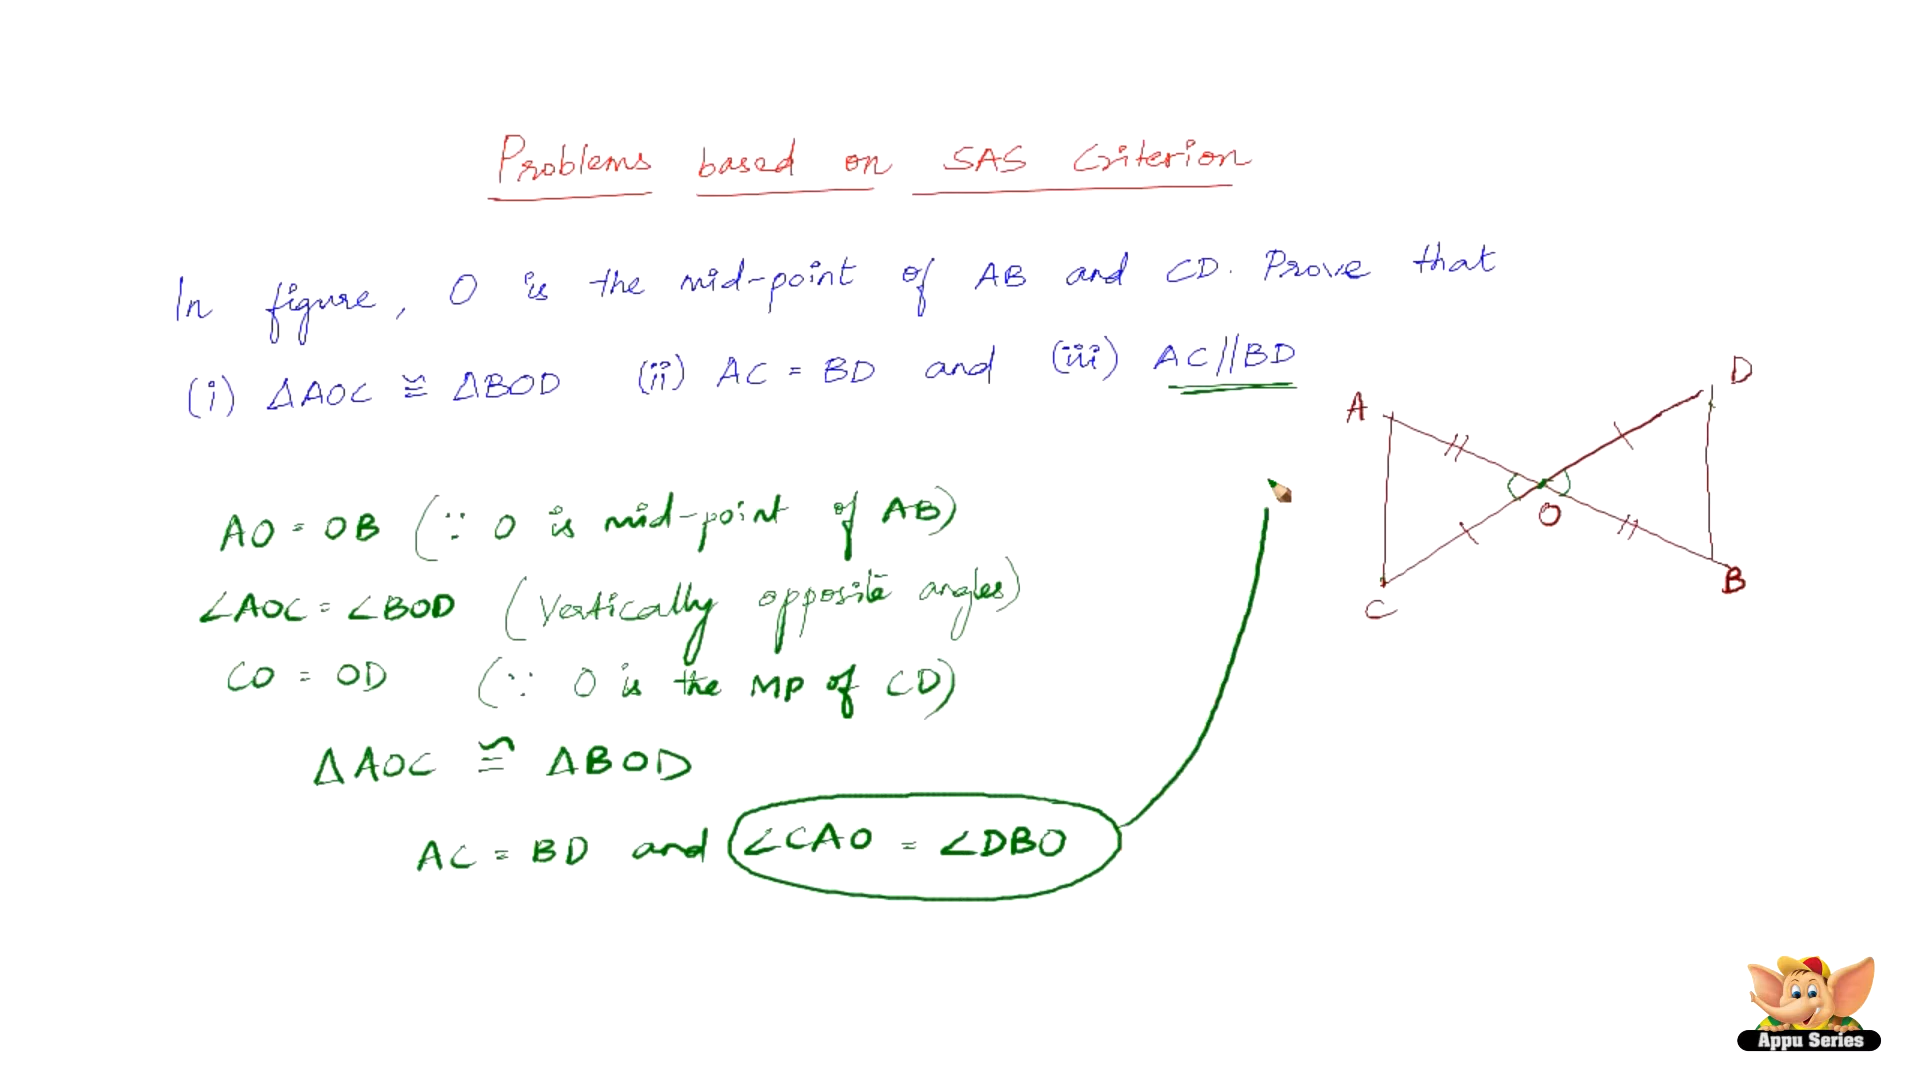 Problems based on SAS Criterion
In figure, O is the mid-point of AB and CD. Prove that
(i) ΔAOC ≅ ΔBOD (ii) AC = BD and (iii) AC//BD
D
A
O
B
C
AO = OB (∵ O is mid-point of AB)
∠AOC = ∠BOD (Vertically opposite angles)
CO = OD (∵ O is the MP of CD)
ΔAOC ≅ ΔBOD
AC = BD and ∠CAO = ∠DBO
Appu Series